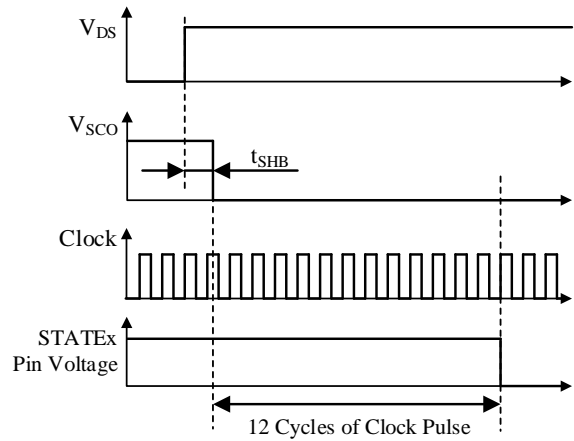 VDS
VSCO
tSHB
Clock
STATEx
Pin Voltage
12 Cycles of Clock Pulse